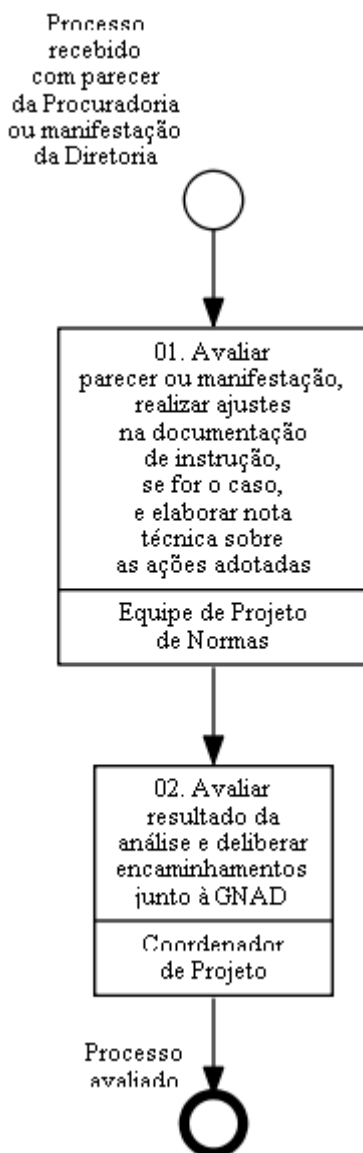 Processo
recebido
com parecer
da Procuradoria
ou manifestação
da Diretoria
01. Avaliar
parecer ou manifestação,
realizar ajustes
na documentação
de instrução,
se for o caso,
e elaborar nota
técnica sobre
as ações adotadas
Equipe de Projeto
de Normas
02. Avaliar
resultado da
análise e deliberar
encaminhamentos
junto à GNAD
Coordenador
de Projeto
Processo
avaliado